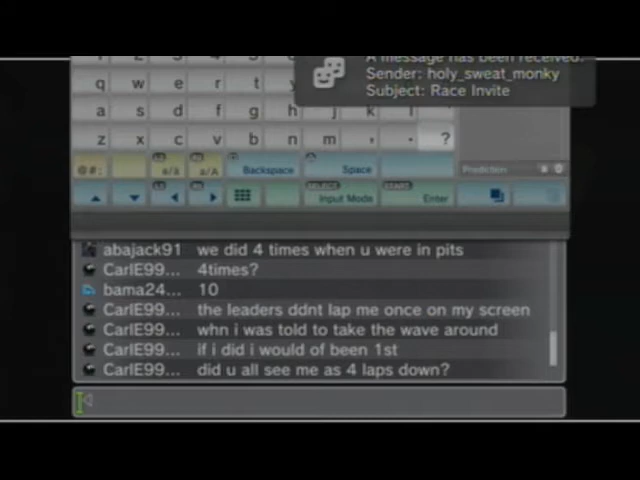 A message has been received.
Sender: holy_sweat_monky
Subject: Race Invite
q w e r t
a s d f g h j k l
z x c v b n m , . ?
@#: a/à a/A Backspace Space Prediction
SELECT START
Input Mode Enter
abajack91 we did 4 times when u were in pits
CarlE99... 4times?
bama24... 10
CarlE99... the leaders ddnt lap me once on my screen
CarlE99... whn i was told to take the wave around
CarlE99... if i did i would of been 1st
CarlE99... did u all see me as 4 laps down?